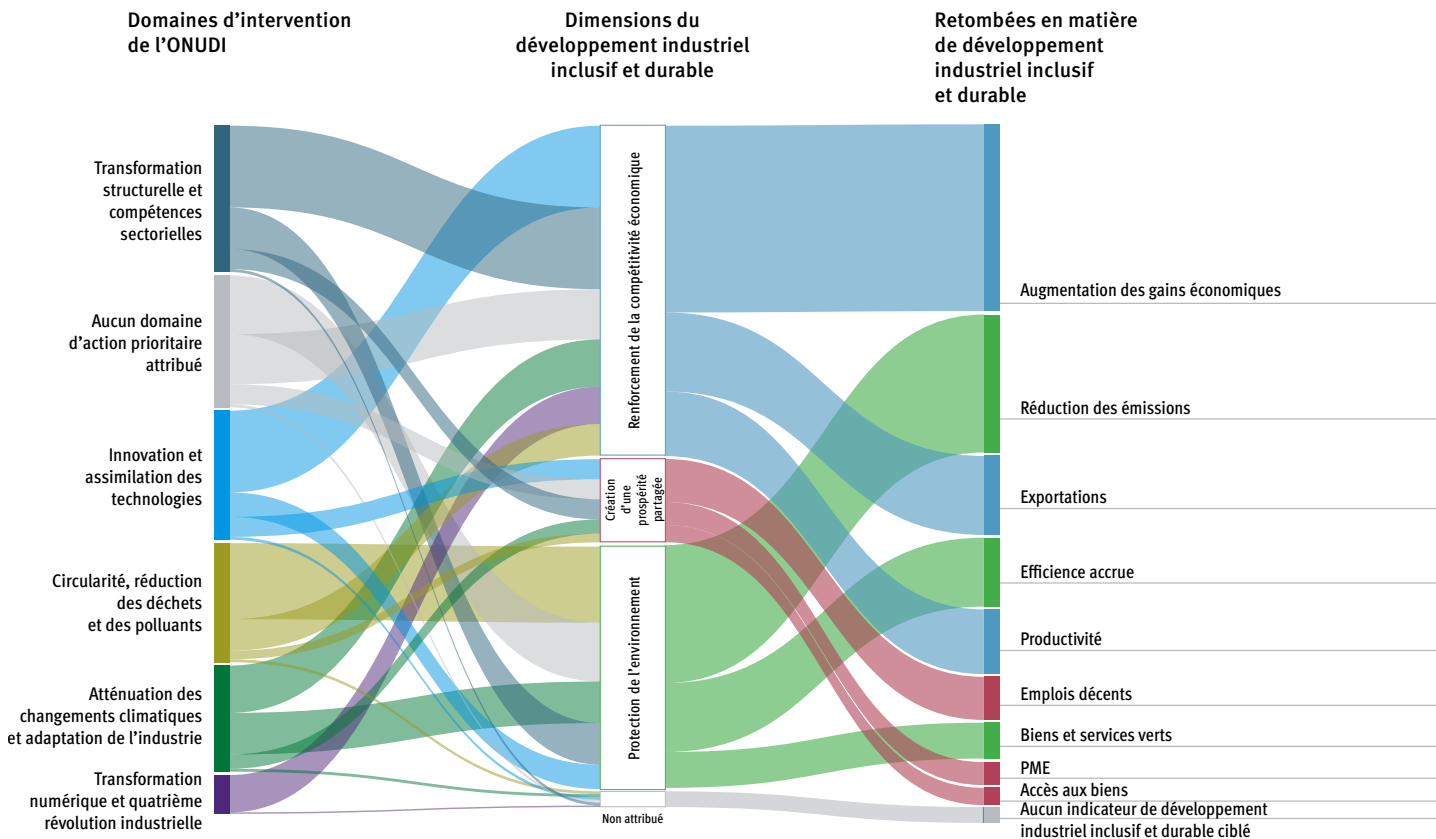 Domaines d’intervention
de l’ONUDI
Dimensions du
développement industriel
inclusif et durable
Retombées en matière
de développement
industriel inclusif
et durable
Transformation
structurelle et
compétences
sectorielles
Aucun domaine
d’action prioritaire
attribué
Innovation et
assimilation des
technologies
Circularité, réduction
des déchets
et des polluants
Atténuation des
changements climatiques
et adaptation de l’industrie
Transformation
numérique et quatrième
révolution industrielle
Renforcement de la compétitivité économique
Création
d’une
prospérité
partagée
Protection de l’environnement
Non attribué
Augmentation des gains économiques
Réduction des émissions
Exportations
Efficience accrue
Productivité
Emplois décents
Biens et services verts
PME
Accès aux biens
Aucun indicateur de développement
industriel inclusif et durable ciblé